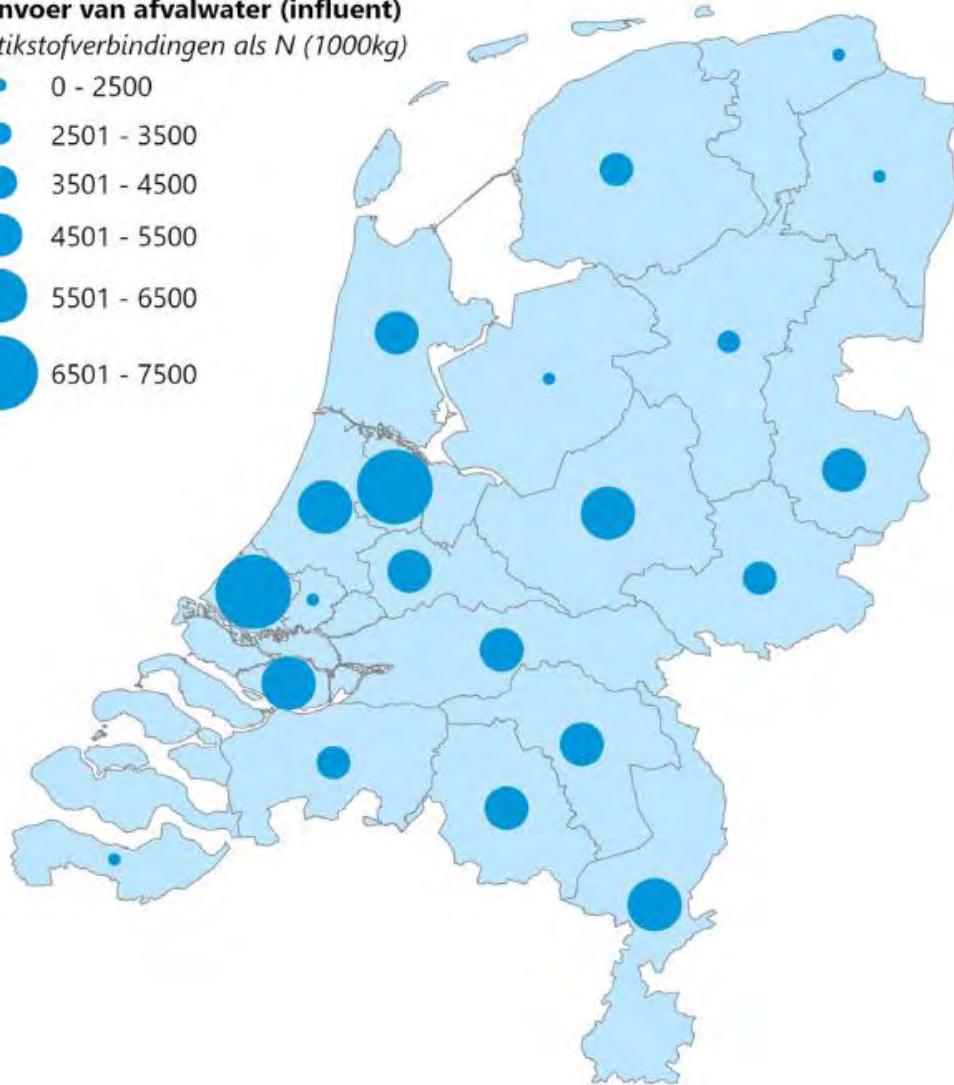 nvoer van afvalwater (influent)
tikstofverbindingen als N (1000kg)
0 - 2500
2501 - 3500
3501 - 4500
4501 - 5500
5501 - 6500
6501 - 7500